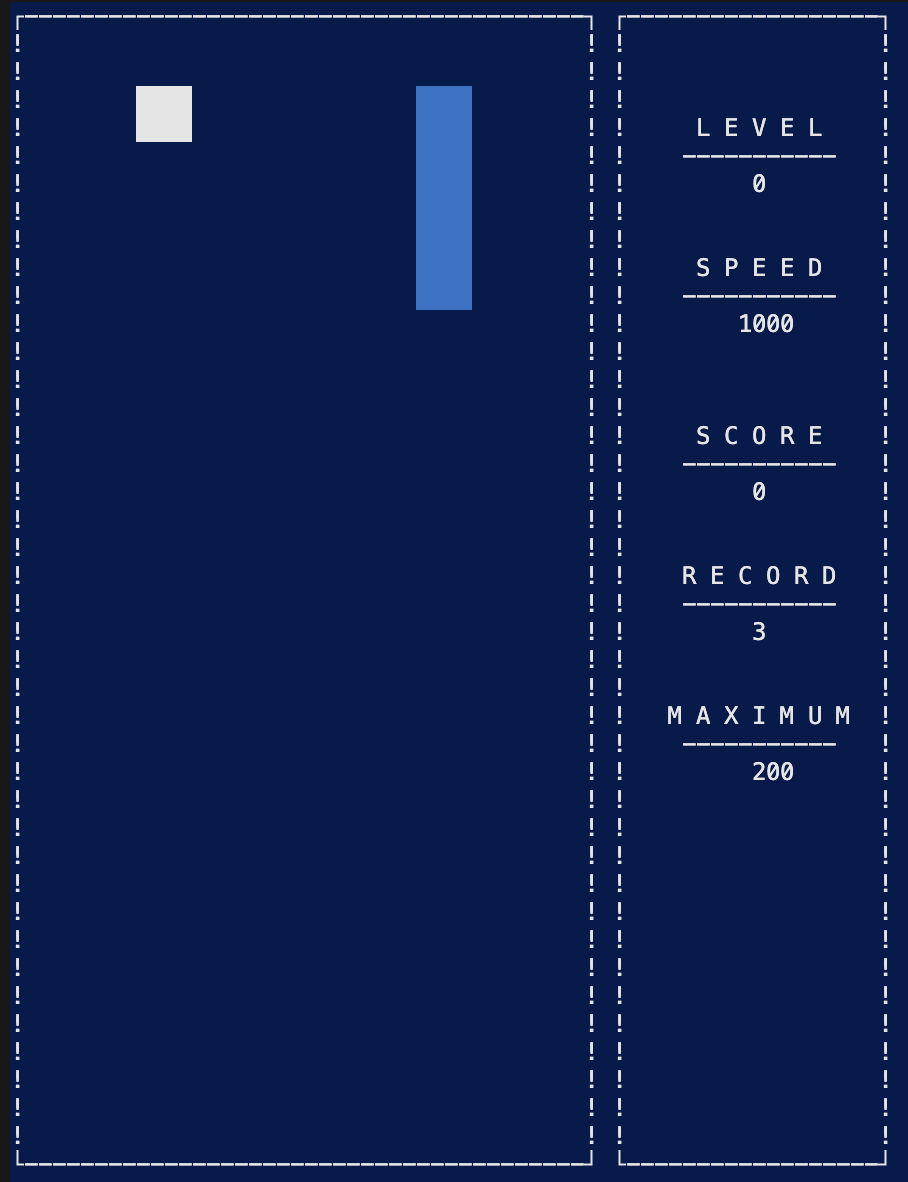 L E V E L
0
S P E E D
1000
S C O R E
0
R E C O R D
3
M A X I M U M
200